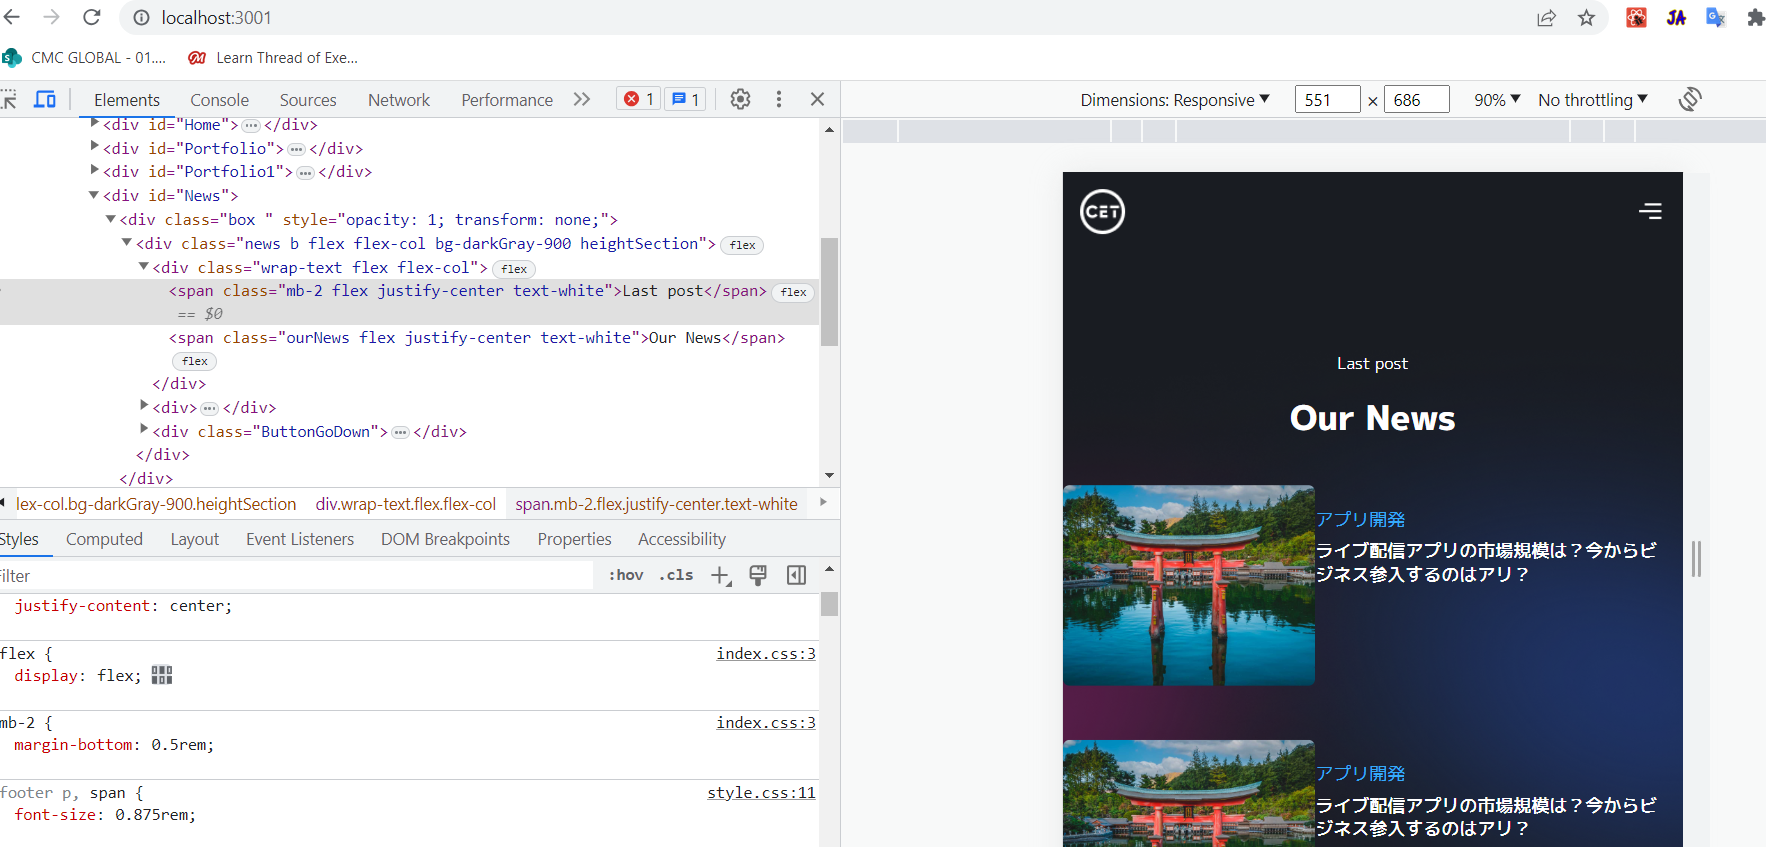 localhost:3001
CMC GLOBAL - 01....
Learn Thread of Exe...
Elements Console Sources Network Performance 1 1
<div id="Home"> </div>
<div id="Portfolio"> </div>
<div id="Portfolio1"> </div>
<div id="News">
<div class="box " style="opacity: 1; transform: none;">
<div class="news b flex flex-col bg-darkGray-900 heightSection"> flex
<div class="wrap-text flex flex-col"> flex
<span class="mb-2 flex justify-center text-white">Last post</span> flex
== $0
<span class="ourNews flex justify-center text-white">Our News</span>
flex
</div>
<div> </div>
<div class="ButtonGoDown"> </div>
</div>
</div>
lex-col.bg-darkGray-900.heightSection div.wrap-text.flex.flex-col span.mb-2.flex.justify-center.text-white
Styles Computed Layout Event Listeners DOM Breakpoints Properties Accessibility
ilter :hov .cls
justify-content: center;
flex { index.css:3
display: flex;
mb-2 { index.css:3
margin-bottom: 0.5rem;
footer p, span { style.css:11
font-size: 0.875rem;
Dimensions: Responsive 551 × 686 90% No throttling
CET
Last post
Our News
アプリ開発
ライブ配信アプリの市場規模は？今からビ
ジネス参入するのはアリ？
アプリ開発
ライブ配信アプリの市場規模は？今からビ
ジネス参入するのはアリ？
JA